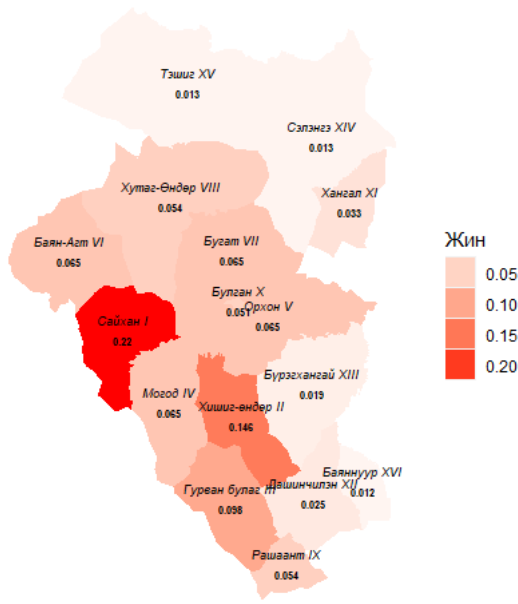 Тэшиг XV
0.013
Сэлэнгэ XIV
0.013
Хангал XI
0.033
Хутаг-Өндөр VIII
0.054
Баян-Агт VI
0.065
Бугат VII
0.065
Булган X
0.051
Орхон V
0.065
Сайхан I
0.22
Бүрэгхангай XIII
0.019
Могод IV
0.065
Хишиг-өндөр II
0.146
Баяннуур XVI
0.012
Дашинчилэн XII
0.025
Гурван булаг III
0.098
Рашаант IX
0.054
Жин
0.05
0.10
0.15
0.20